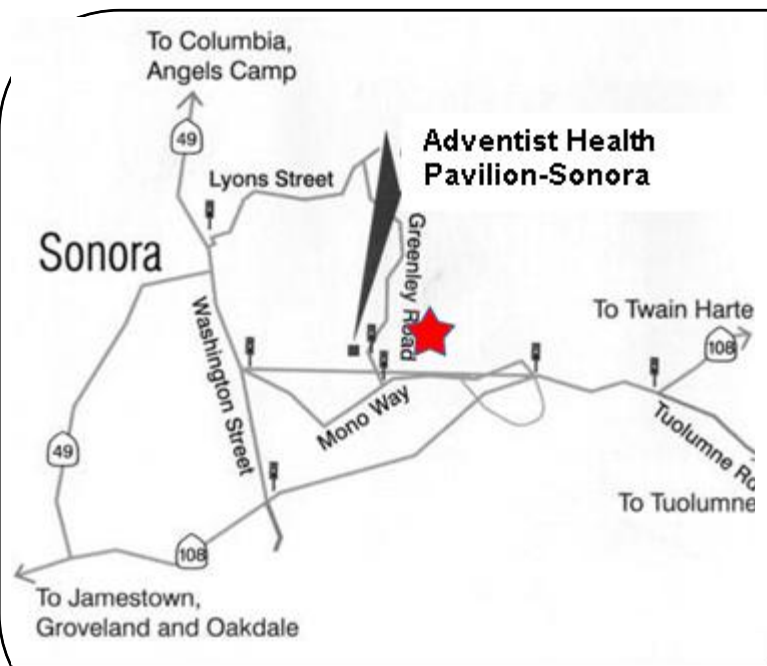 To Columbia,
Angels Camp
49
Adventist Health
Pavilion-Sonora
Lyons Street
Sonora
Greenley Road
Washington Street
To Twain Harte
108
Mono Way
49
Tuolumne Ro
To Tuolumne
108
To Jamestown,
Groveland and Oakdale